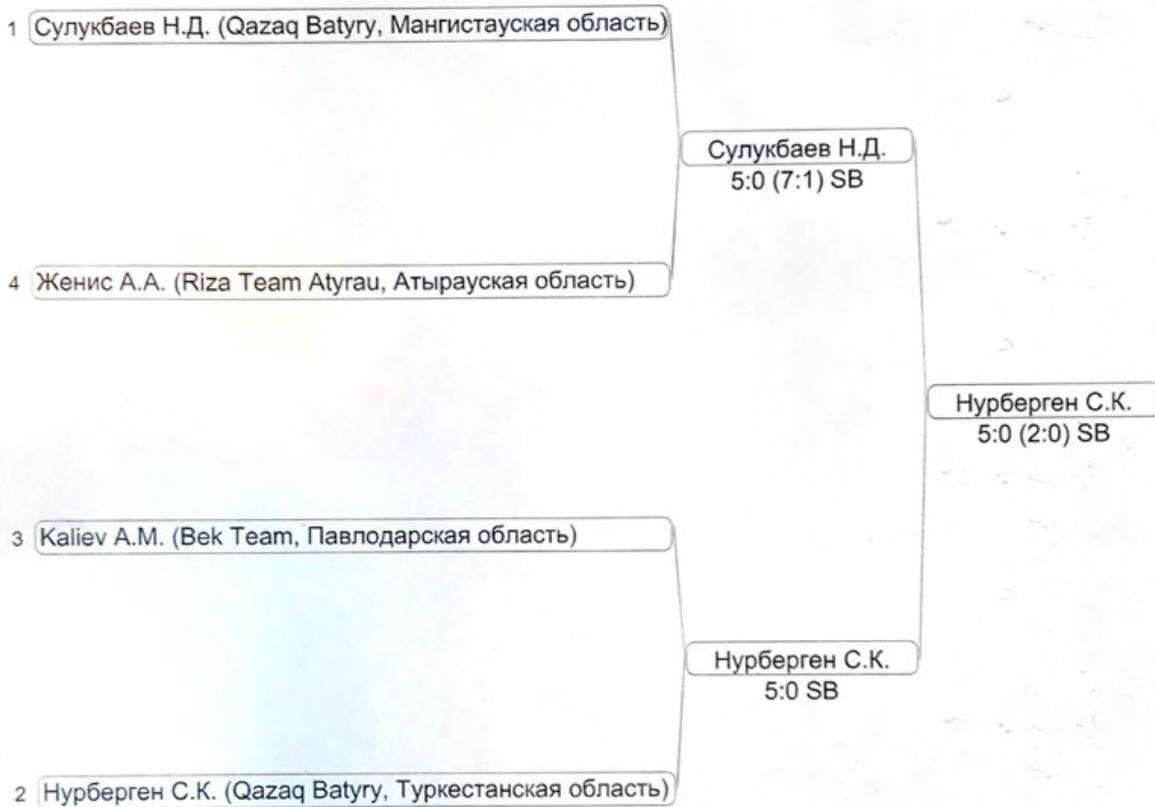 1 Сулукбаев Н.Д. (Qazaq Batyry, Мангистауская область)
Сулукбаев Н.Д.
5:0 (7:1) SB
4 Женис А.А. (Riza Team Atyrau, Атырауская область)
Нурберген С.К.
5:0 (2:0) SB
3 Kaliev A.M. (Bek Team, Павлодарская область)
Нурберген С.К.
5:0 SB
2 Нурберген С.К. (Qazaq Batyry, Туркестанская область)